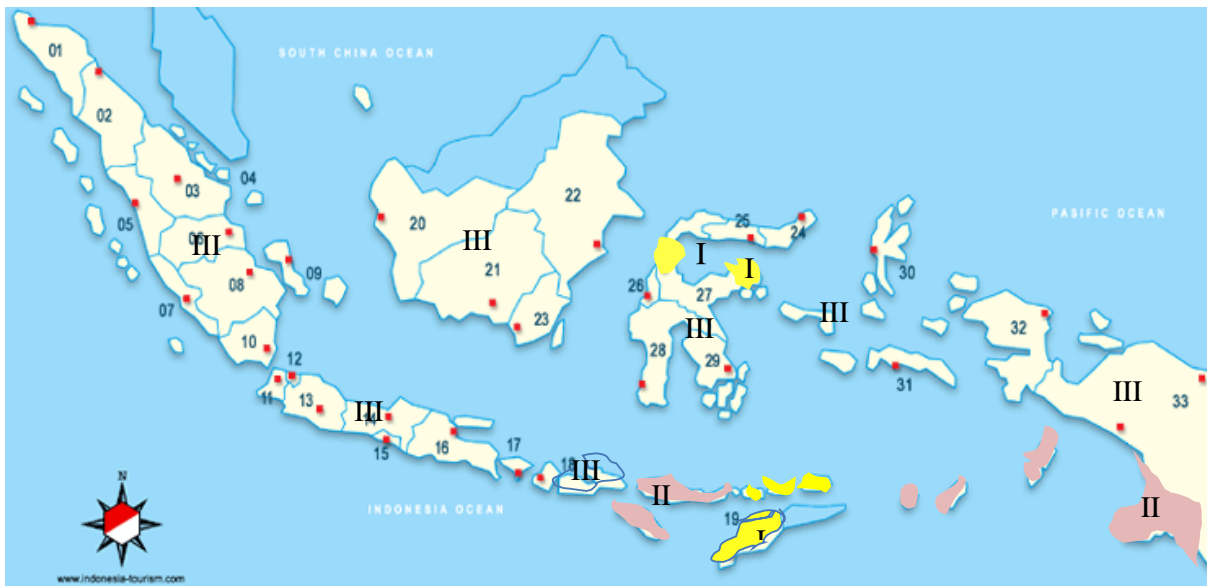 01
SOUTH CHINA OCEAN
02
04
03
22
20
PASIFIC OCEAN
05
25
24
06
III
III
I
I
30
09
21
08
26
27
07
III
III
32
23
10
28
29
12
31
III
33
11
13
III
14
15
16
17
18
III
II
N
INDONESIA OCEAN
19
I
II
www.indonesia-tourism.com